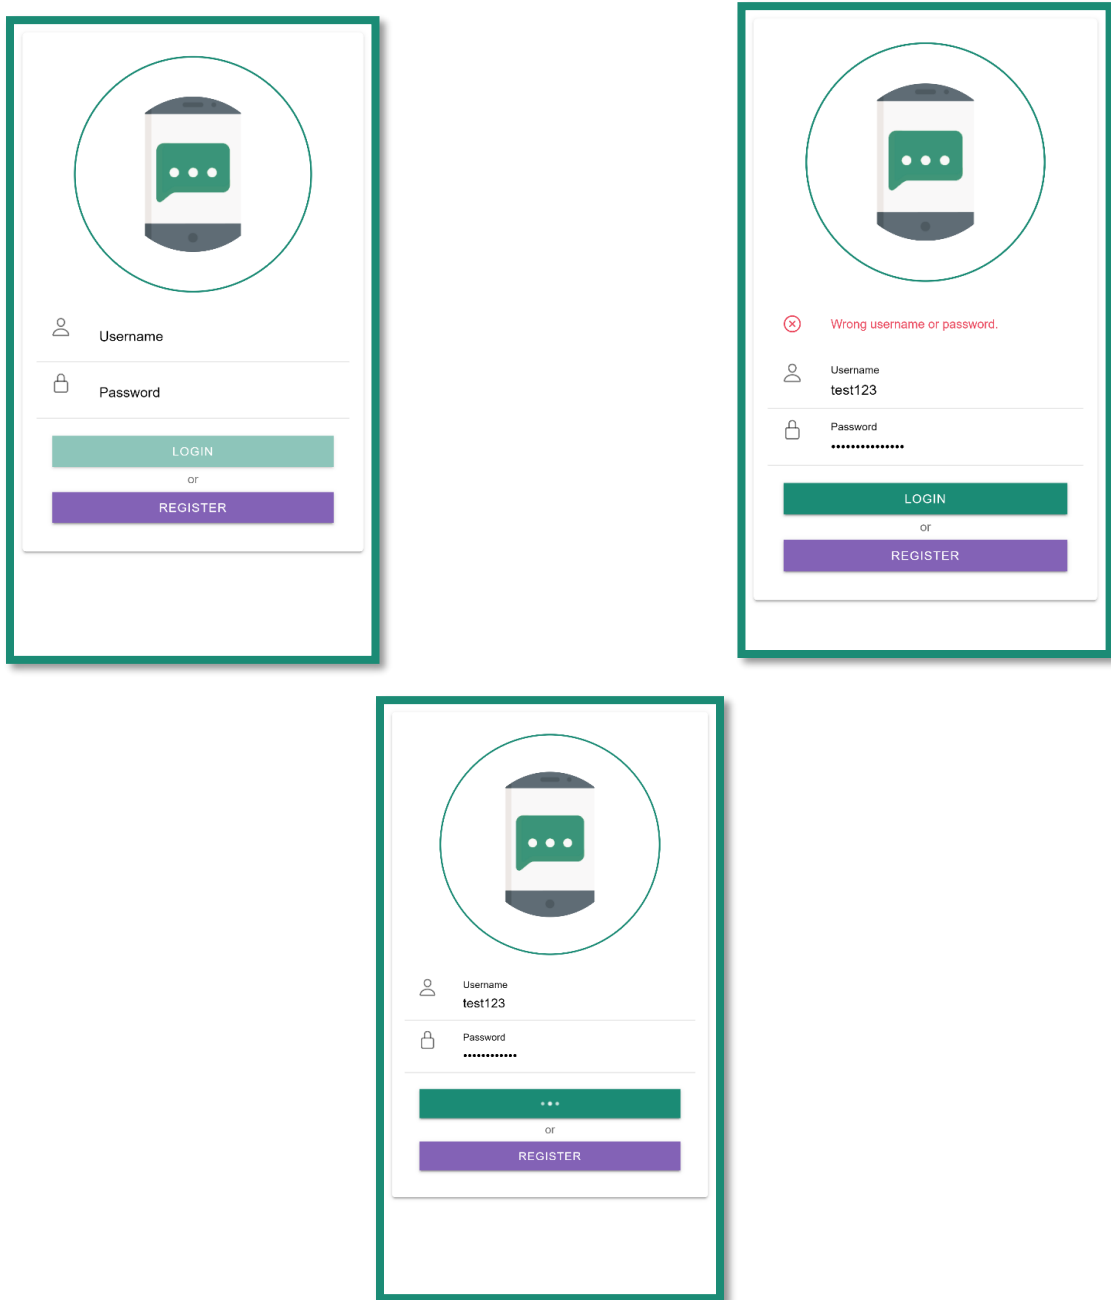 Username
Password
LOGIN
or
REGISTER
Wrong username or password.
Username
test123
Password
•••••••••••••••
LOGIN
or
REGISTER
Username
test123
Password
••••••••••••
•••
or
REGISTER